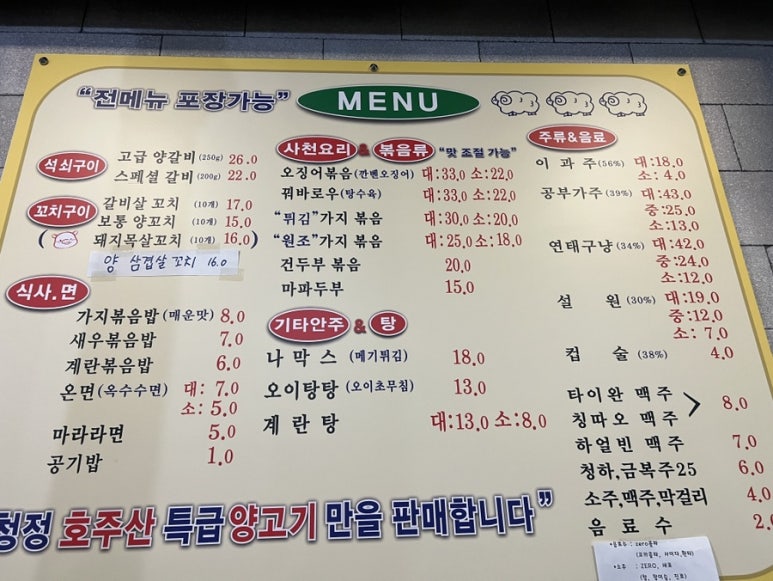 "전메뉴 포장가능" MENU
석쇠구이
고급 양갈비 (250g) 26.0
스페셜 갈비 (200g) 22.0
꼬치구이
갈비살 꼬치 (10개) 17.0
보통 양꼬치 (10개) 15.0
( 돼지목살꼬치 (10개) 16.0 )
양 삼겹살 꼬치 16.0
식사.면
가지볶음밥 (매운맛) 8.0
새우볶음밥 7.0
계란볶음밥 6.0
온면(옥수수면) 대: 7.0
소: 5.0
마라라면 5.0
공기밥 1.0
사천요리 & 볶음류 "맛 조절 가능"
오징어볶음(깐밴오징어) 대:33.0 소:22.0
꿔바로우(탕수육) 대:33.0 소:22.0
"튀김"가지 볶음 대:30.0 소:20.0
"원조"가지 볶음 대:25.0 소:18.0
건두부 볶음 20.0
마파두부 15.0
기타안주 & 탕
나 막 스 (메기튀김) 18.0
오이탕탕 (오이초무침) 13.0
계 란 탕 대:13.0 소:8.0
주류&음료
이 과 주(56%) 대:18.0
소: 4.0
공부가주(39%) 대:43.0
중:25.0
소:13.0
연태구냥(34%) 대:42.0
중:24.0
소:12.0
설 원 (30%) 대:19.0
중:12.0
소: 7.0
컵 술 (38%) 4.0
타이완 맥주
칭따오 맥주 > 8.0
하얼빈 맥주 7.0
청하,금복주25 6.0
소주,맥주,막걸리 4.0
음 료 수 2.
청정 호주산 특급 양고기 만을 판매합니다"